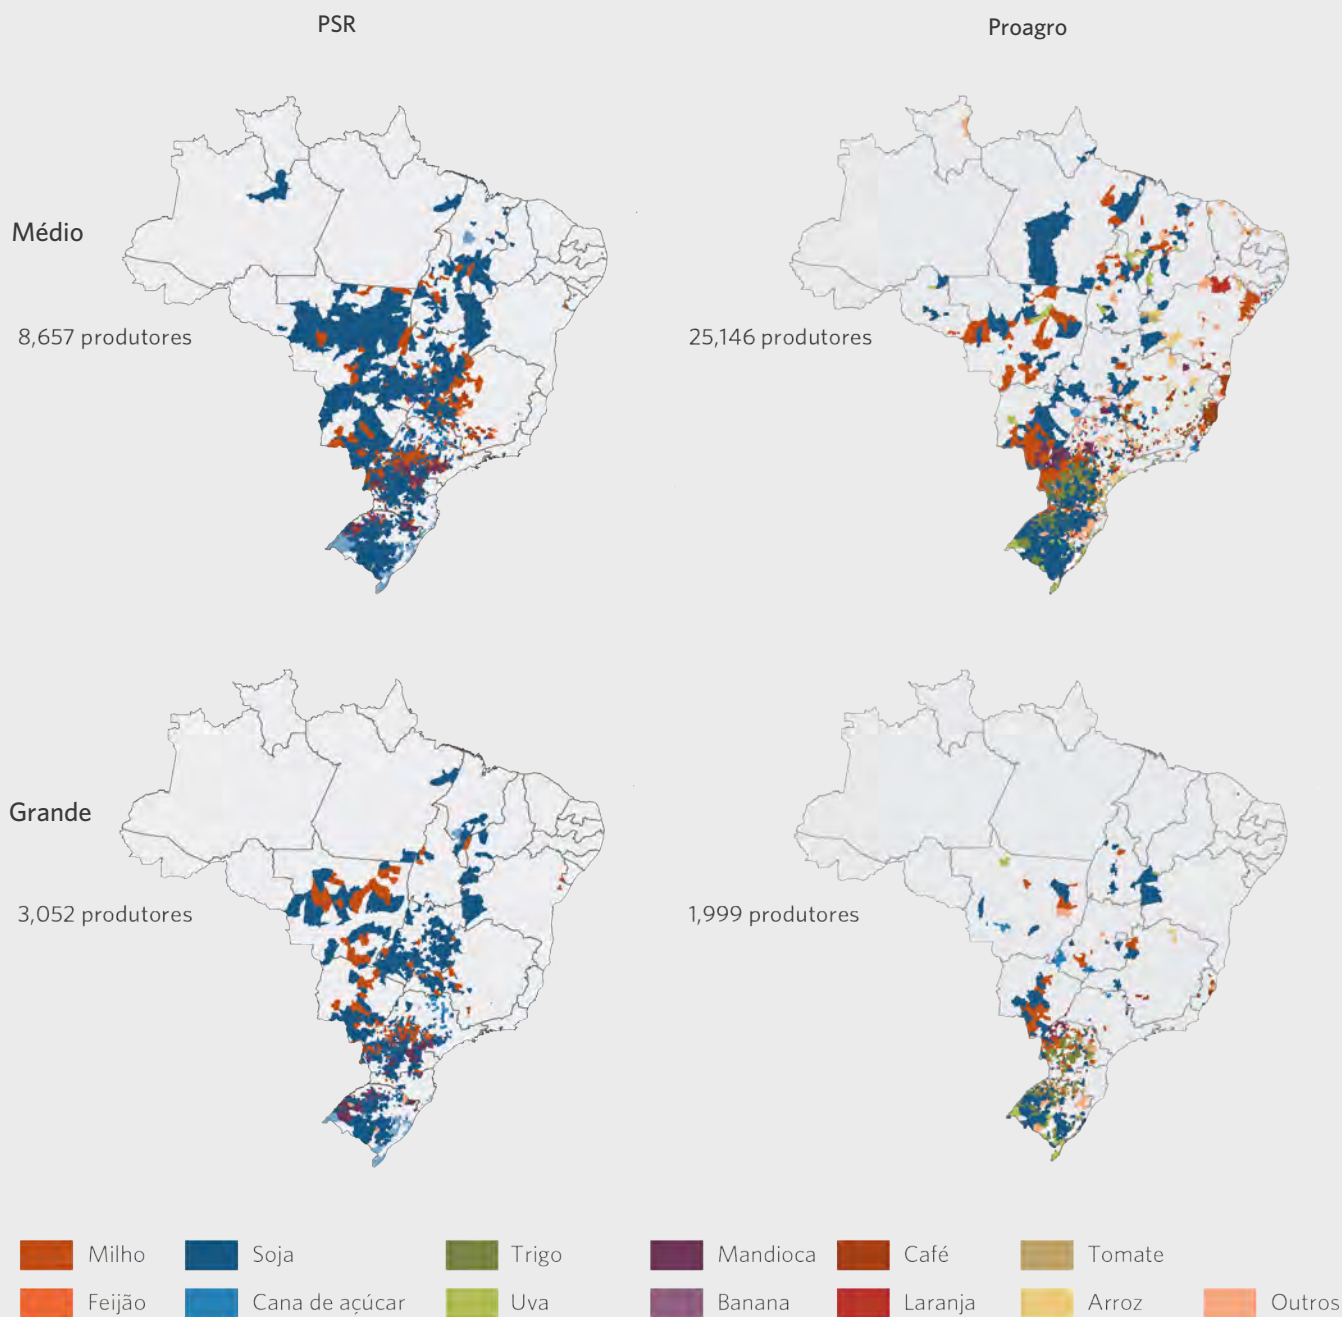 PSR
Proagro
Médio
8,657 produtores
25,146 produtores
Grande
3,052 produtores
1,999 produtores
Milho
Soja
Trigo
Mandioca
Café
Tomate
Feijão
Cana de açúcar
Uva
Banana
Laranja
Arroz
Outros